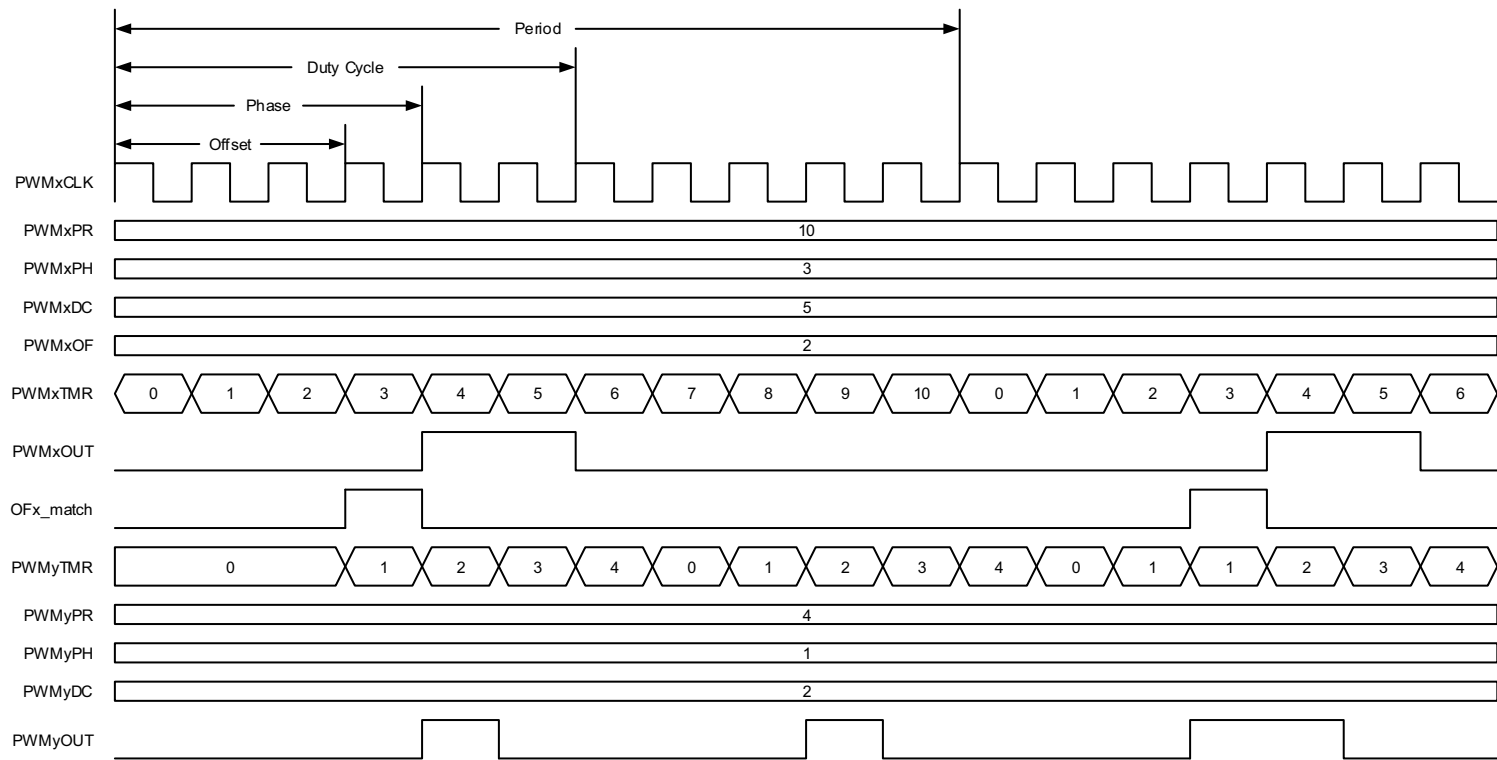 Period
Duty Cycle
Phase
Offset
PWMxCLK
PWMxPR 10
PWMxPH 3
PWMxDC 5
PWMxOF 2
PWMxTMR 0 1 2 3 4 5 6 7 8 9 10 0 1 2 3 4 5 6
PWMxOUT
OFx_match
PWMyTMR 0 1 2 3 4 0 1 2 3 4 0 1 1 2 3 4
PWMyPR 4
PWMyPH 1
PWMyDC 2
PWMyOUT